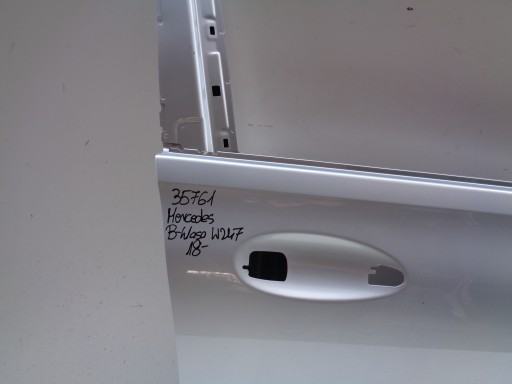 35761
Mercedes
B-Klasa W247
18-